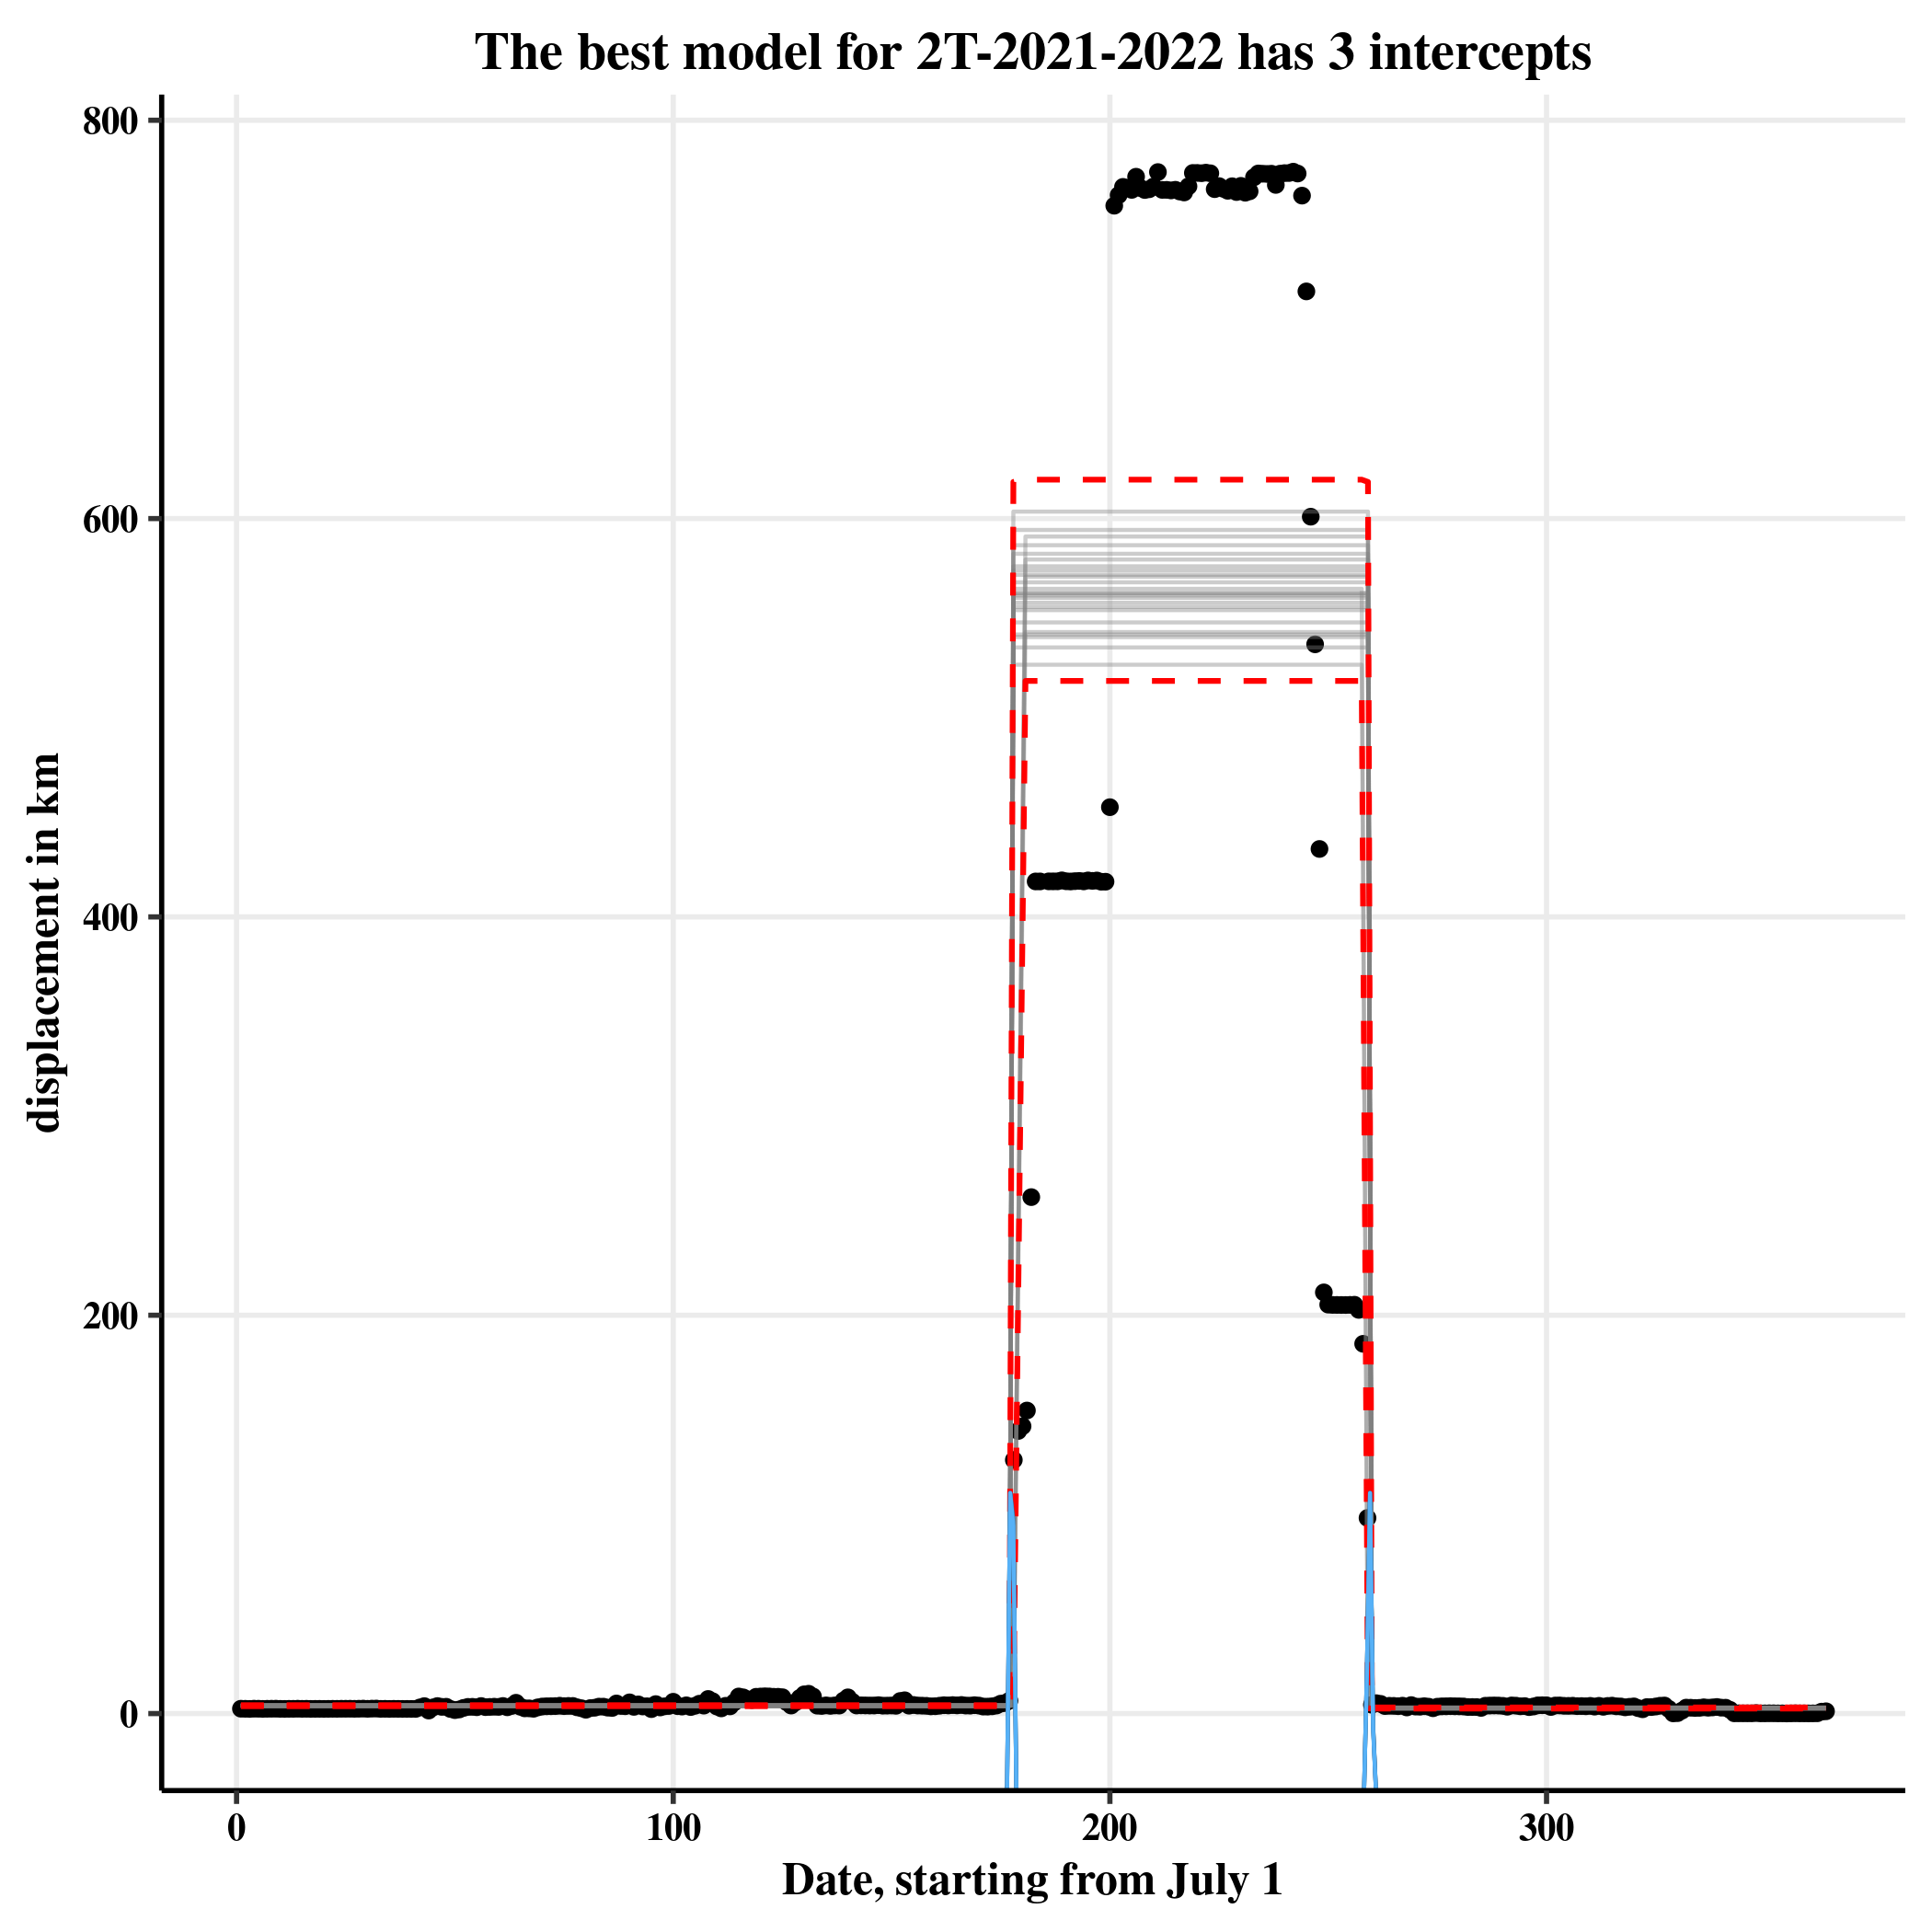 The best model for 2T-2021-2022 has 3 intercepts
800
600
400
200
0
displacement in km
0 100 200 300
Date, starting from July 1